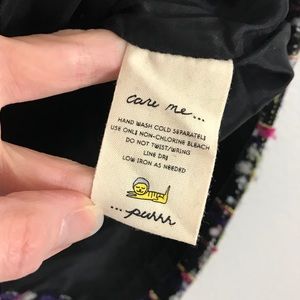 care me...
HAND WASH COLD SEPARATELY
USE ONLY NON-CHLORINE BLEACH
DO NOT TWIST/WRING
LINE DRY
LOW IRON AS NEEDED
...purrr